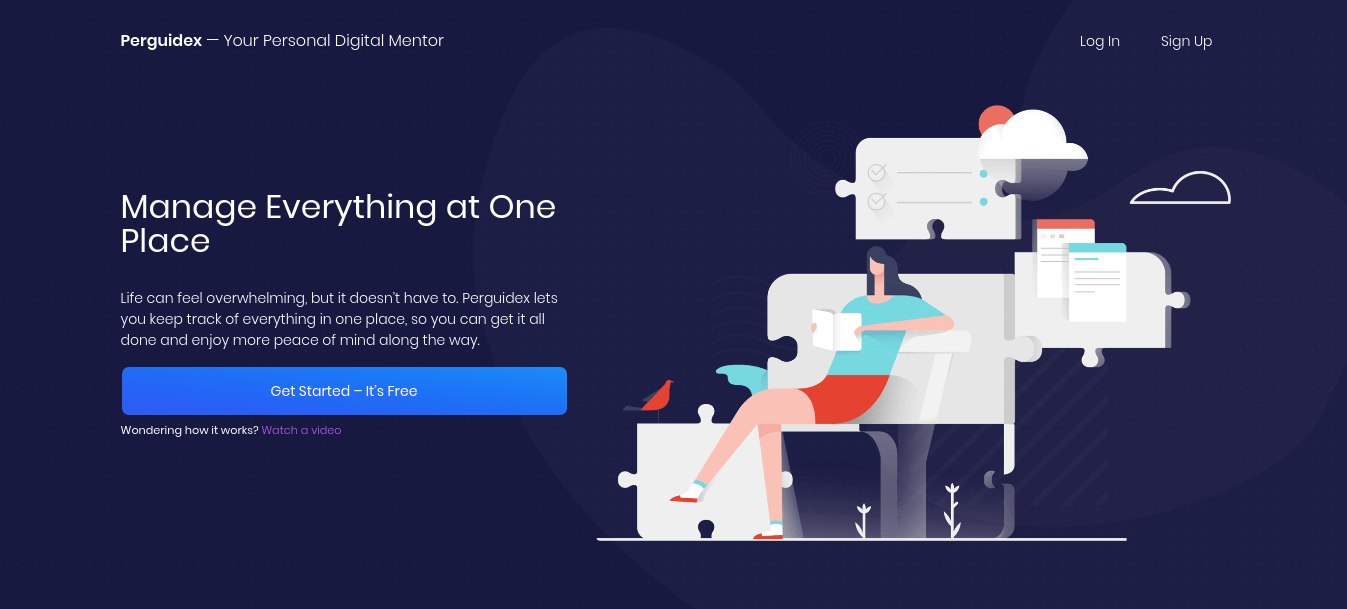 Perguidex — Your Personal Digital Mentor
Log In
Sign Up
Manage Everything at One
Place
Life can feel overwhelming, but it doesn’t have to. Perguidex lets
you keep track of everything in one place, so you can get it all
done and enjoy more peace of mind along the way.
Get Started – It’s Free
Wondering how it works? Watch a video